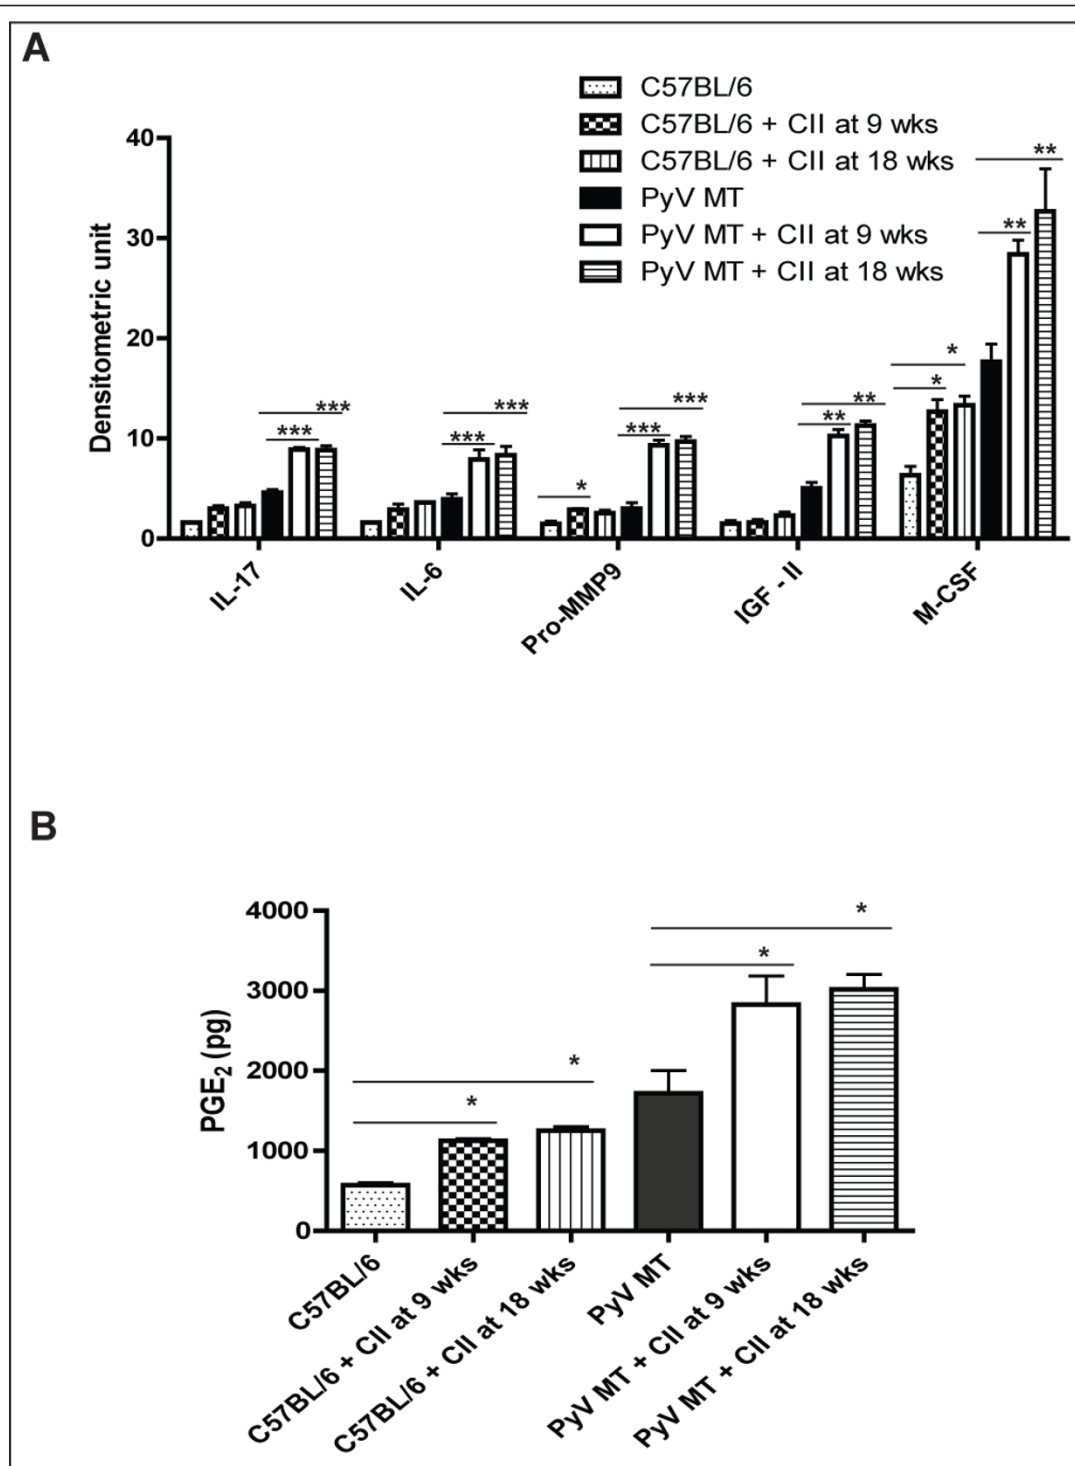 A
C57BL/6
C57BL/6 + CII at 9 wks
C57BL/6 + CII at 18 wks
PyV MT
PyV MT + CII at 9 wks
PyV MT + CII at 18 wks
Densitometric unit
40
30
20
10
0
***
***
***
***
*
***
***
**
**
*
*
**
**
IL-17
IL-6
Pro-MMP9
IGF - II
M-CSF
B
PGE2 (pg)
4000
3000
2000
1000
0
*
*
*
*
C57BL/6
C57BL/6 + CII at 9 wks
C57BL/6 + CII at 18 wks
PyV MT
PyV MT + CII at 9 wks
PyV MT + CII at 18 wks